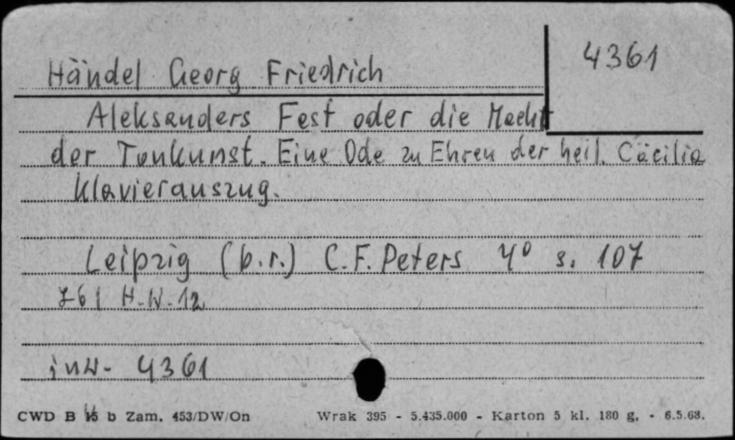 4361
Händel Georg Friedrich
Aleksanders Fest oder die Macht
der Tonkunst. Eine Ode zu Ehren der heil. Cäcilia
Klavierauszug.
Leipzig (b.r.) C.F. Peters 4° s. 107
761 H-W-12
inw- 4361
CWD B b Zam. 453/DW/On Wrak 395 - 5.435.000 - Karton 5 kl. 180 g. - 6.5.68.